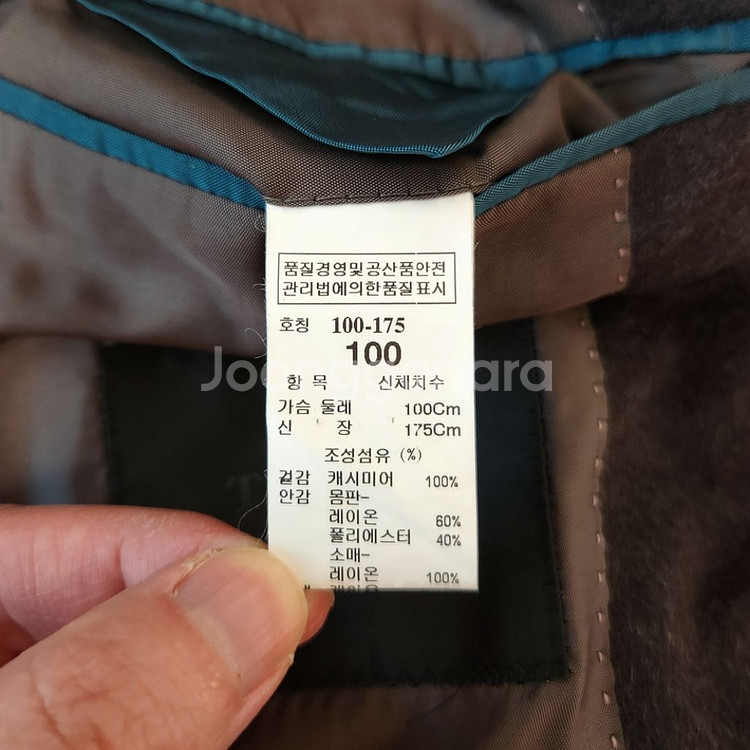 품질경영및공산품안전
관리법에의한품질표시
호칭 100-175
100
항 목 신체치수
가슴 둘레 100Cm
신 장 175Cm
조성섬유 (%)
겉감 캐시미어 100%
안감 몸판-
레이온 60%
폴리에스터 40%
소매-
레이온 100%